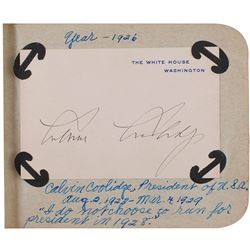 Year - 1926
THE WHITE HOUSE
WASHINGTON
Calvin Coolidge
Calvin Coolidge, President of U.S.A.
Aug. 2, 1923 - Mar. 4, 1929
"I do not choose to run for
president in 1928."